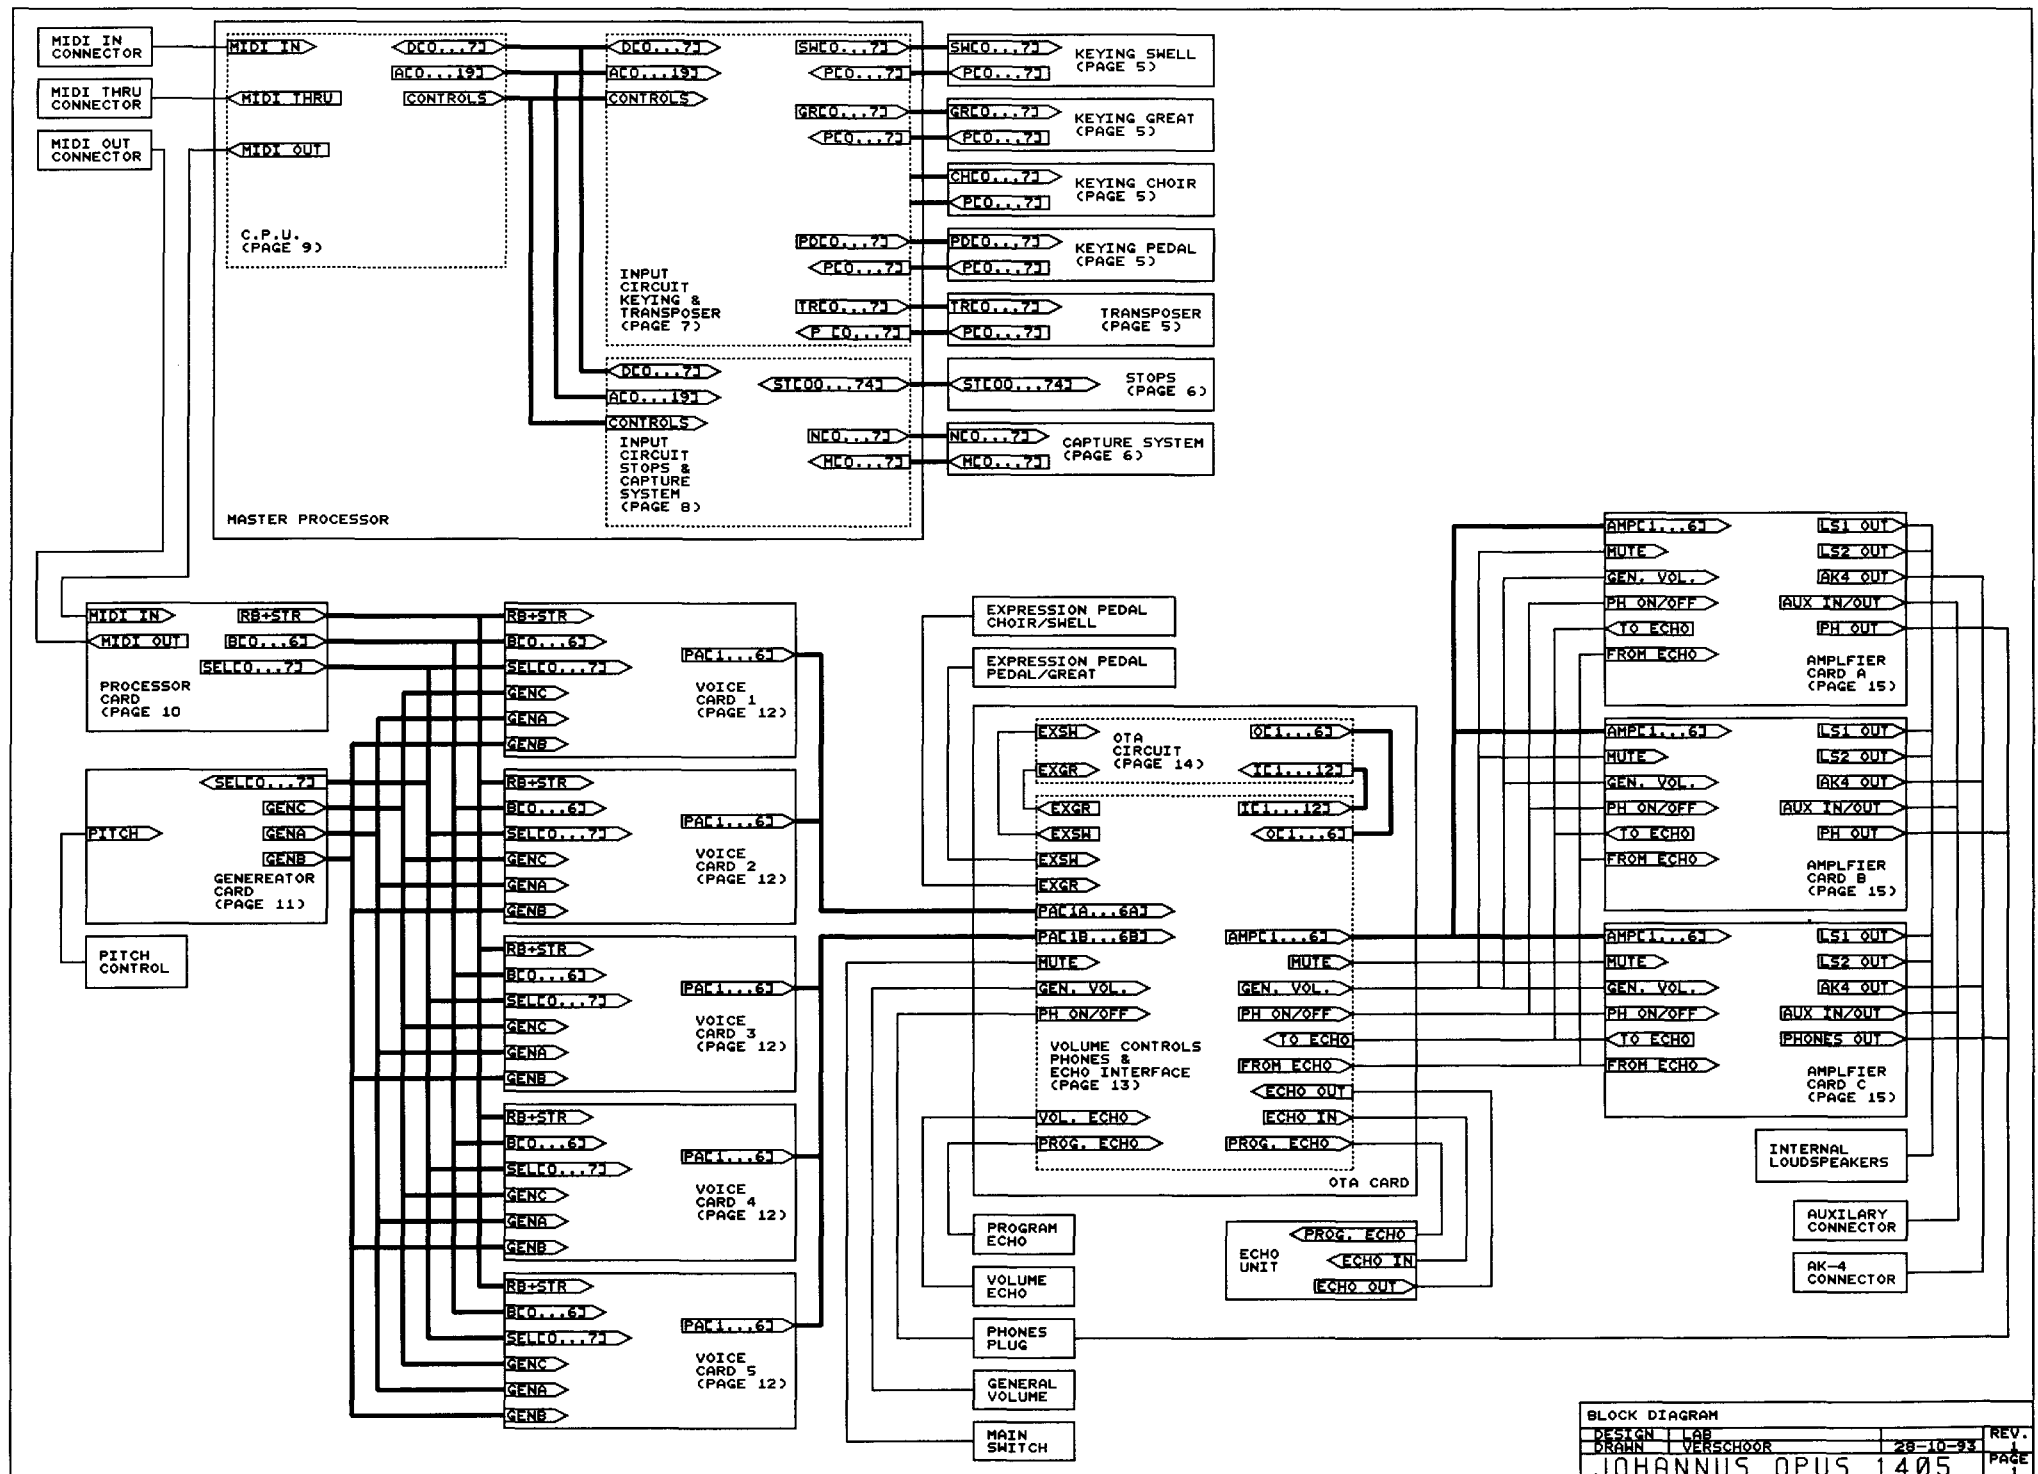 MIDI IN
CONNECTOR
MIDI THRU
CONNECTOR
MIDI OUT
CONNECTOR
MIDI IN
MIDI THRU
MIDI OUT
D[0...7]
A[0...19]
CONTROLS
C.P.U.
(PAGE 9)
D[0...7]
A[0...19]
CONTROLS
SW[0...7]
P[0...7]
GR[0...7]
P[0...7]
PD[0...7]
P[0...7]
TR[0...7]
P [0...7]
INPUT
CIRCUIT
KEYING &
TRANSPOSER
(PAGE 7)
D[0...7]
A[0...19]
CONTROLS
ST[00...74]
N[0...7]
M[0...7]
INPUT
CIRCUIT
STOPS &
CAPTURE
SYSTEM
(PAGE 8)
MASTER PROCESSOR
SW[0...7]
P[0...7]
KEYING SWELL
(PAGE 5)
GR[0...7]
P[0...7]
KEYING GREAT
(PAGE 5)
CH[0...7]
P[0...7]
KEYING CHOIR
(PAGE 5)
PD[0...7]
P[0...7]
KEYING PEDAL
(PAGE 5)
TR[0...7]
P[0...7]
TRANSPOSER
(PAGE 5)
ST[00...74]
STOPS
(PAGE 6)
N[0...7]
M[0...7]
CAPTURE SYSTEM
(PAGE 6)
MIDI IN
MIDI OUT
RB+STR
B[0...6]
SEL[0...7]
PROCESSOR
CARD
(PAGE 10
SEL[0...7]
GENC
GENA
GENB
PITCH
GENEREATOR
CARD
(PAGE 11)
PITCH
CONTROL
RB+STR
B[0...6]
SEL[0...7]
GENC
GENA
GENB
PA[1...6]
VOICE
CARD 1
(PAGE 12)
RB+STR
B[0...6]
SEL[0...7]
GENC
GENA
GENB
PA[1...6]
VOICE
CARD 2
(PAGE 12)
RB+STR
B[0...6]
SEL[0...7]
GENC
GENA
GENB
PA[1...6]
VOICE
CARD 3
(PAGE 12)
RB+STR
B[0...6]
SEL[0...7]
GENC
GENA
GENB
PA[1...6]
VOICE
CARD 4
(PAGE 12)
RB+STR
B[0...6]
SEL[0...7]
GENC
GENA
GENB
PA[1...6]
VOICE
CARD 5
(PAGE 12)
EXPRESSION PEDAL
CHOIR/SWELL
EXPRESSION PEDAL
PEDAL/GREAT
EXSW
EXGR
OTA
CIRCUIT
(PAGE 14)
O[1...6]
I[1...12]
EXGR
EXSW
EXSW
EXGR
PA[1A...6A]
PA[1B...6B]
MUTE
GEN. VOL.
PH ON/OFF
VOL. ECHO
PROG. ECHO
I[1...12]
O[1...6]
AMP[1...6]
MUTE
GEN. VOL.
PH ON/OFF
TO ECHO
FROM ECHO
ECHO OUT
ECHO IN
PROG. ECHO
VOLUME CONTROLS
PHONES &
ECHO INTERFACE
(PAGE 13)
OTA CARD
PROGRAM
ECHO
VOLUME
ECHO
PHONES
PLUG
GENERAL
VOLUME
MAIN
SWITCH
ECHO
UNIT
PROG. ECHO
ECHO IN
ECHO OUT
AMP[1...6]
MUTE
GEN. VOL.
PH ON/OFF
TO ECHO
FROM ECHO
LS1 OUT
LS2 OUT
AK4 OUT
AUX IN/OUT
PH OUT
AMPLFIER
CARD A
(PAGE 15)
AMP[1...6]
MUTE
GEN. VOL.
PH ON/OFF
TO ECHO
FROM ECHO
LS1 OUT
LS2 OUT
AK4 OUT
AUX IN/OUT
PH OUT
AMPLFIER
CARD B
(PAGE 15)
AMP[1...6]
MUTE
GEN. VOL.
PH ON/OFF
TO ECHO
FROM ECHO
LS1 OUT
LS2 OUT
AK4 OUT
AUX IN/OUT
PHONES OUT
AMPLFIER
CARD C
(PAGE 15)
INTERNAL
LOUDSPEAKERS
AUXILARY
CONNECTOR
AK-4
CONNECTOR
BLOCK DIAGRAM
DESIGN LAB REV.
DRAWN VERSCHOOR 28-10-93 1
JOHANNUS OPUS 1405 PAGE
1